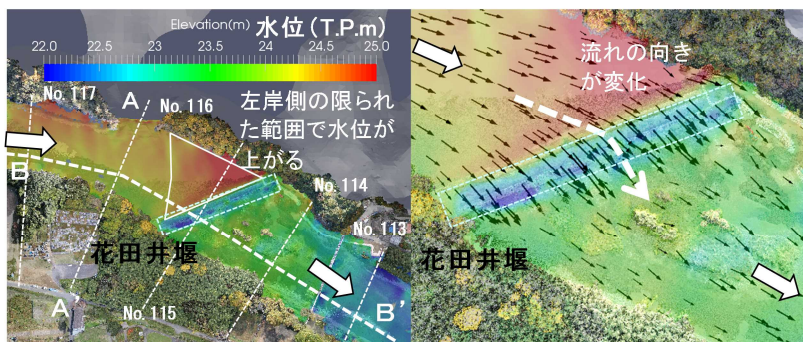 Elevation(m) 水位(T.P.m)
22.0 22.5 23.0 23.5 24.0 24.5 25.0
No. 117
A
No. 116
左岸側の限られ
た範囲で水位が
上がる
B
No. 114
No. 113
花田井堰
A
No. 115
B'
流れの向き
が変化
花田井堰